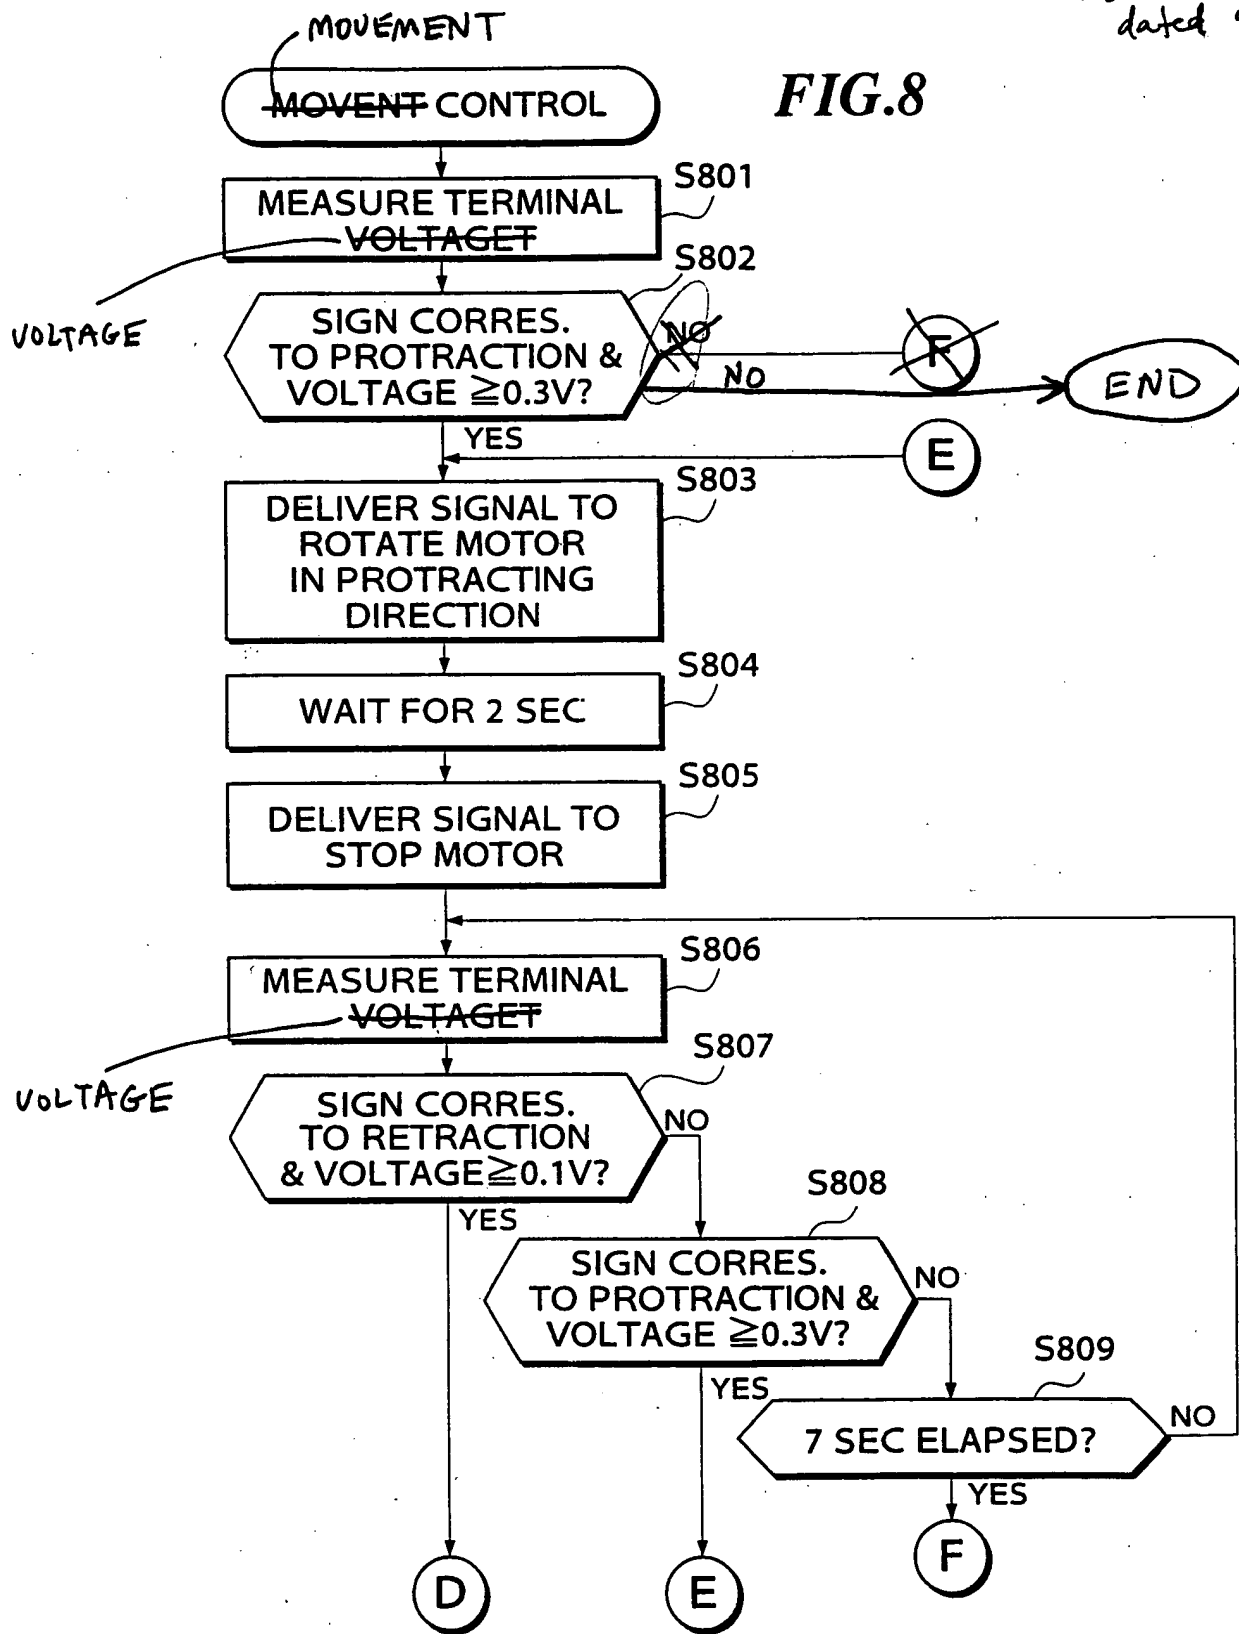 dated
MOVEMENT
FIG.8
MOVENT CONTROL
S801
MEASURE TERMINAL
VOLTAGET
VOLTAGE
S802
SIGN CORRES.
TO PROTRACTION &
VOLTAGE ≧0.3V?
NO
F
NO
END
YES
E
S803
DELIVER SIGNAL TO
ROTATE MOTOR
IN PROTRACTING
DIRECTION
S804
WAIT FOR 2 SEC
S805
DELIVER SIGNAL TO
STOP MOTOR
S806
MEASURE TERMINAL
VOLTAGET
VOLTAGE
S807
SIGN CORRES.
TO RETRACTION
& VOLTAGE≧0.1V?
NO
YES
S808
SIGN CORRES.
TO PROTRACTION &
VOLTAGE ≧0.3V?
NO
YES
S809
7 SEC ELAPSED?
NO
YES
D
E
F